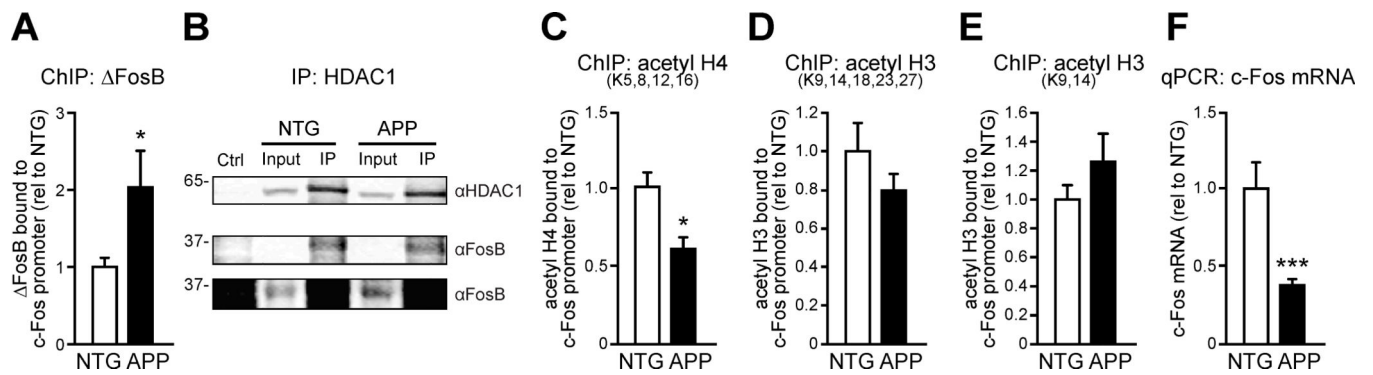 A
ChIP: ΔFosB
ΔFosB bound to
c-Fos promoter (rel to NTG)
3
2
1
0
*
NTG APP
B
IP: HDAC1
NTG APP
Ctrl Input IP Input IP
65- αHDAC1
37- αFosB
37- αFosB
C
ChIP: acetyl H4
(K5,8,12,16)
acetyl H4 bound to
c-Fos promoter (rel to NTG)
1.5
1.0
0.5
0
*
NTG APP
D
ChIP: acetyl H3
(K9,14,18,23,27)
acetyl H3 bound to
c-Fos promoter (rel to NTG)
1.2
1.0
0.8
0.6
0.4
0.2
0
NTG APP
E
ChIP: acetyl H3
(K9,14)
acetyl H3 bound to
c-Fos promoter (rel to NTG)
1.6
1.4
1.2
1.0
0.8
0.6
0.4
0.2
0
NTG APP
F
qPCR: c-Fos mRNA
c-Fos mRNA (rel to NTG)
1.5
1.0
0.5
0
***
NTG APP